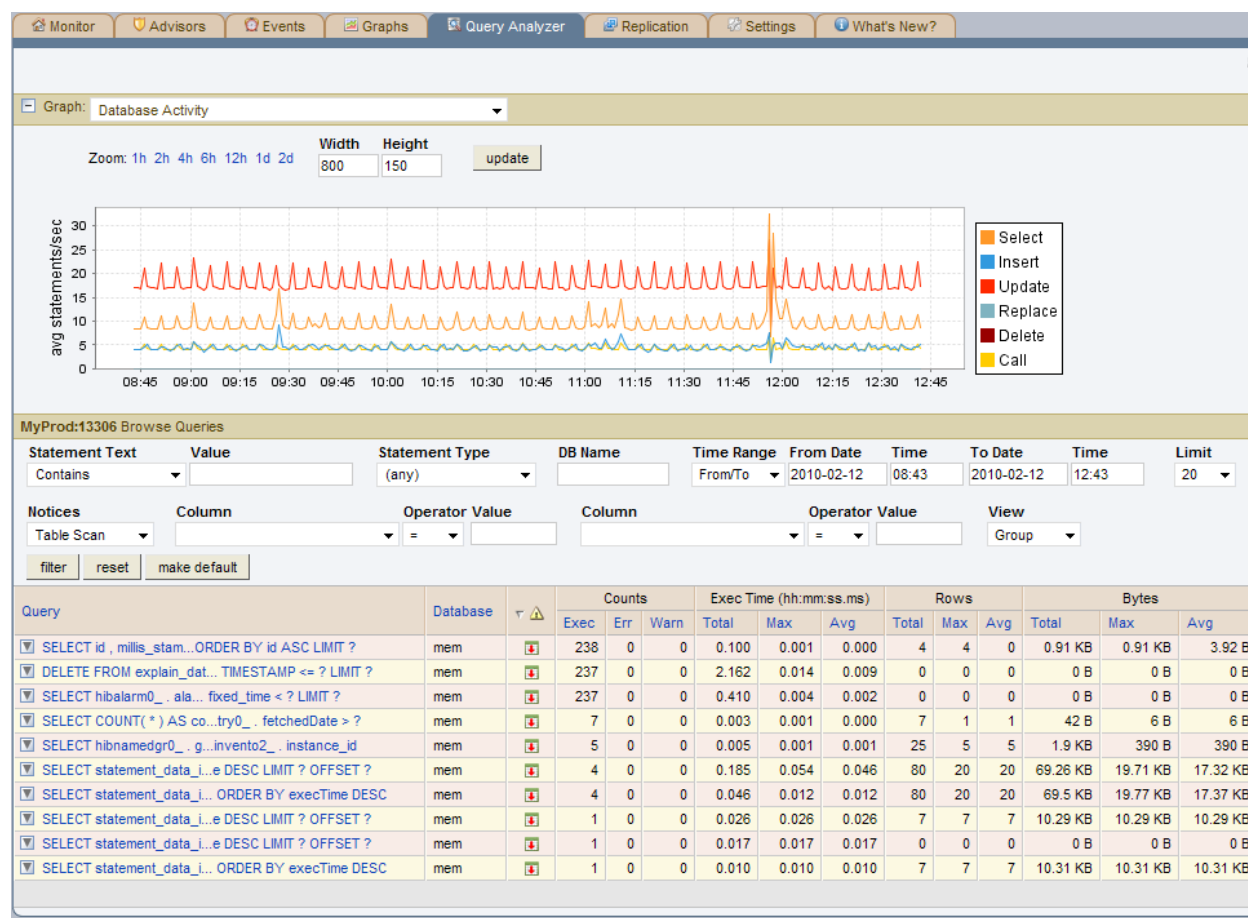 Monitor Advisors Events Graphs Query Analyzer Replication Settings What's New?
Graph: Database Activity
Zoom: 1h 2h 4h 6h 12h 1d 2d
Width Height
800 150 update
avg statements/sec
30
25
20
15
10
5
0
08:45 09:00 09:15 09:30 09:45 10:00 10:15 10:30 10:45 11:00 11:15 11:30 11:45 12:00 12:15 12:30 12:45
Select
Insert
Update
Replace
Delete
Call
MyProd:13306 Browse Queries
Statement Text Value Statement Type DB Name Time Range From Date Time To Date Time Limit
Contains (any) From/To 2010-02-12 08:43 2010-02-12 12:43 20
Notices Column Operator Value Column Operator Value View
Table Scan = = Group
filter reset make default
Query Database Counts Exec Time (hh:mm:ss.ms) Rows Bytes
Exec Err Warn Total Max Avg Total Max Avg Total Max Avg
SELECT id , millis_stam...ORDER BY id ASC LIMIT ? mem 238 0 0 0.100 0.001 0.000 4 4 0 0.91 KB 0.91 KB 3.92 B
DELETE FROM explain_dat... TIMESTAMP <= ? LIMIT ? mem 237 0 0 2.162 0.014 0.009 0 0 0 0 B 0 B 0 B
SELECT hibalarm0_ . ala... fixed_time < ? LIMIT ? mem 237 0 0 0.410 0.004 0.002 0 0 0 0 B 0 B 0 B
SELECT COUNT( * ) AS co...try0_ . fetchedDate > ? mem 7 0 0 0.003 0.001 0.000 7 1 1 42 B 6 B 6 B
SELECT hibnamedgr0_ . g...invento2_ . instance_id mem 5 0 0 0.005 0.001 0.001 25 5 5 1.9 KB 390 B 390 B
SELECT statement_data_i...e DESC LIMIT ? OFFSET ? mem 4 0 0 0.185 0.054 0.046 80 20 20 69.26 KB 19.71 KB 17.32 KB
SELECT statement_data_i... ORDER BY execTime DESC mem 4 0 0 0.046 0.012 0.012 80 20 20 69.5 KB 19.77 KB 17.37 KB
SELECT statement_data_i...e DESC LIMIT ? OFFSET ? mem 1 0 0 0.026 0.026 0.026 7 7 7 10.29 KB 10.29 KB 10.29 KB
SELECT statement_data_i...e DESC LIMIT ? OFFSET ? mem 1 0 0 0.017 0.017 0.017 0 0 0 0 B 0 B 0 B
SELECT statement_data_i... ORDER BY execTime DESC mem 1 0 0 0.010 0.010 0.010 7 7 7 10.31 KB 10.31 KB 10.31 KB